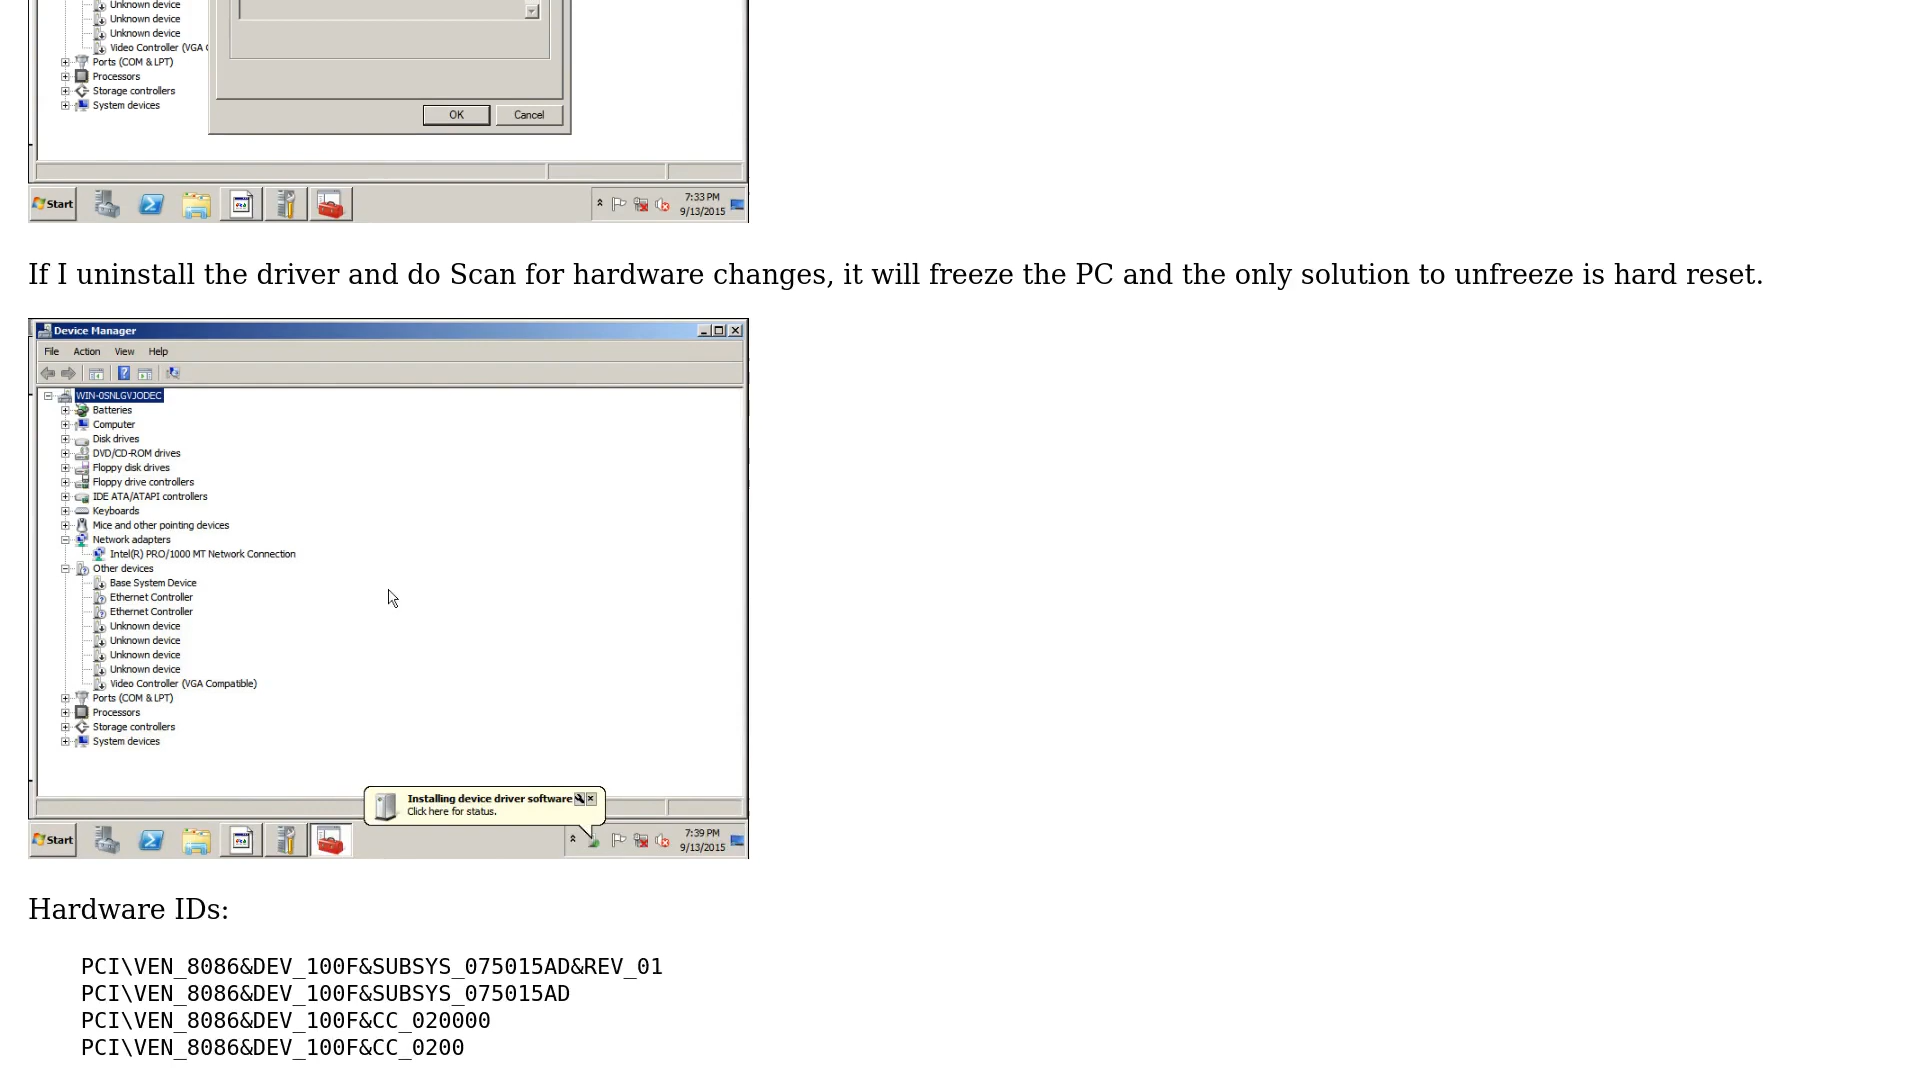 Unknown device
Unknown device
Unknown device
Video Controller (VGA C
Ports (COM & LPT)
Processors
Storage controllers
System devices
OK
Cancel
Start
7:33 PM
9/13/2015
If I uninstall the driver and do Scan for hardware changes, it will freeze the PC and the only solution to unfreeze is hard reset.
Device Manager
File Action View Help
WIN-0SNLGVJODEC
Batteries
Computer
Disk drives
DVD/CD-ROM drives
Floppy disk drives
Floppy drive controllers
IDE ATA/ATAPI controllers
Keyboards
Mice and other pointing devices
Network adapters
Intel(R) PRO/1000 MT Network Connection
Other devices
Base System Device
Ethernet Controller
Ethernet Controller
Unknown device
Unknown device
Unknown device
Unknown device
Video Controller (VGA Compatible)
Ports (COM & LPT)
Processors
Storage controllers
System devices
Installing device driver software
Click here for status.
Start
7:39 PM
9/13/2015
Hardware IDs:
PCI\VEN_8086&DEV_100F&SUBSYS_075015AD&REV_01
PCI\VEN_8086&DEV_100F&SUBSYS_075015AD
PCI\VEN_8086&DEV_100F&CC_020000
PCI\VEN_8086&DEV_100F&CC_0200